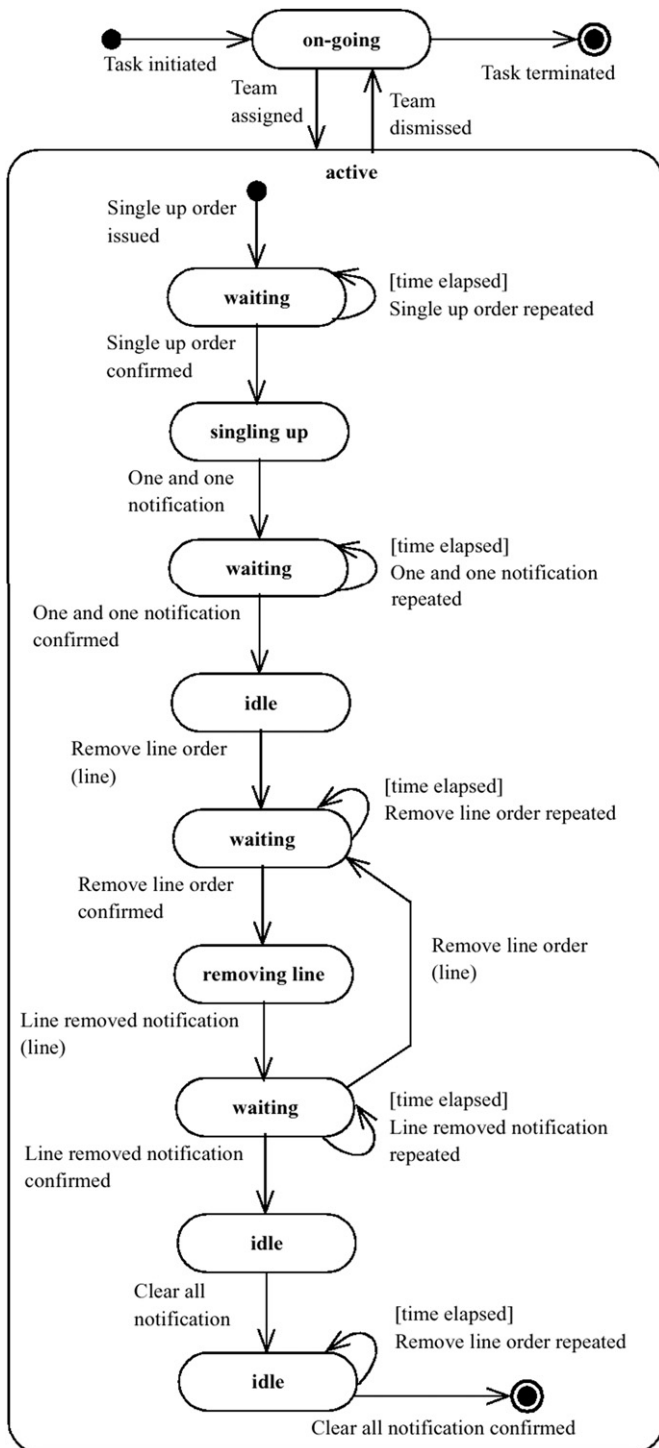 on-going
Task initiated
Task terminated
Team
assigned
Team
dismissed
active
Single up order
issued
waiting
[time elapsed]
Single up order repeated
Single up order
confirmed
singling up
One and one
notification
waiting
[time elapsed]
One and one notification
repeated
One and one notification
confirmed
idle
Remove line order
(line)
[time elapsed]
Remove line order repeated
waiting
Remove line order
confirmed
Remove line order
(line)
removing line
Line removed notification
(line)
waiting
[time elapsed]
Line removed notification
repeated
Line removed notification
confirmed
idle
Clear all
notification
[time elapsed]
Remove line order repeated
idle
Clear all notification confirmed